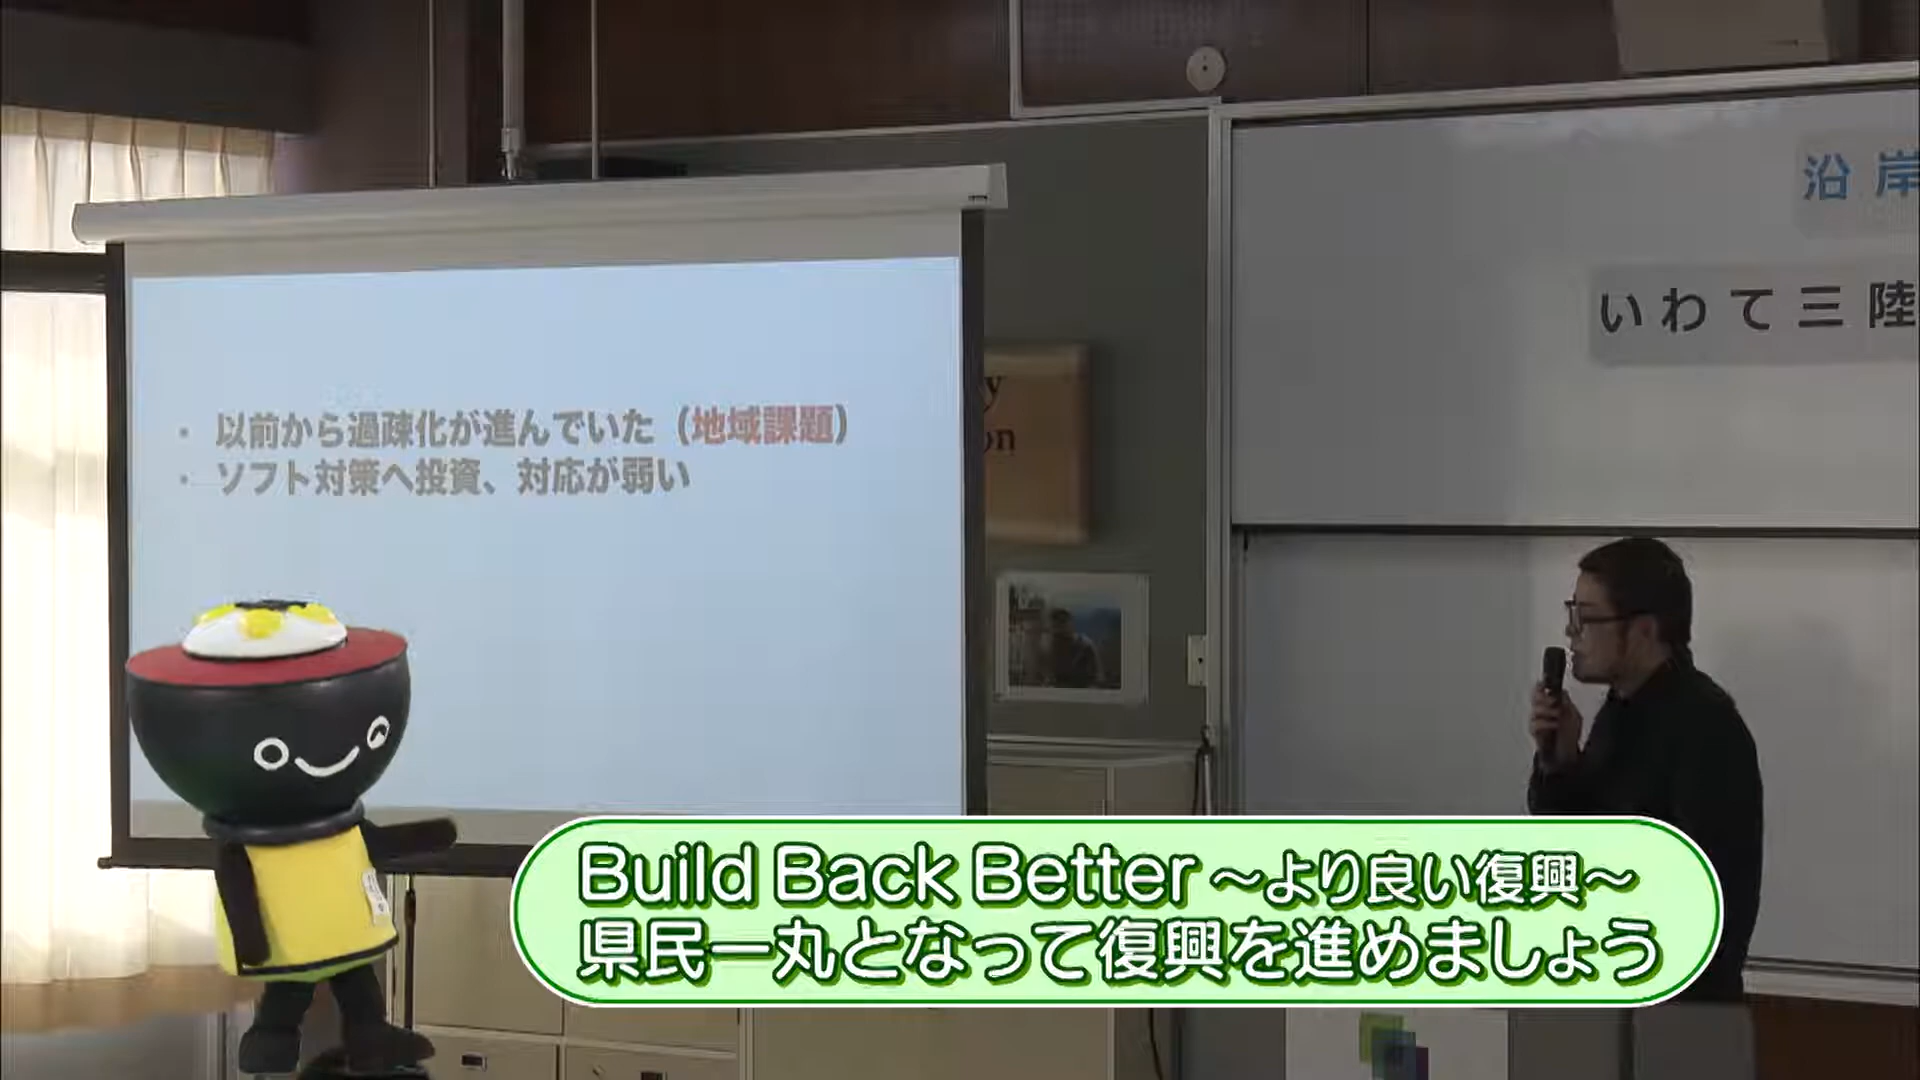 沿岸
いわて三陸
・ 以前から過疎化が進んでいた（地域課題）
・ ソフト対策へ投資、対応が弱い
y
on
Build Back Better ～より良い復興～
県民一丸となって復興を進めましょう